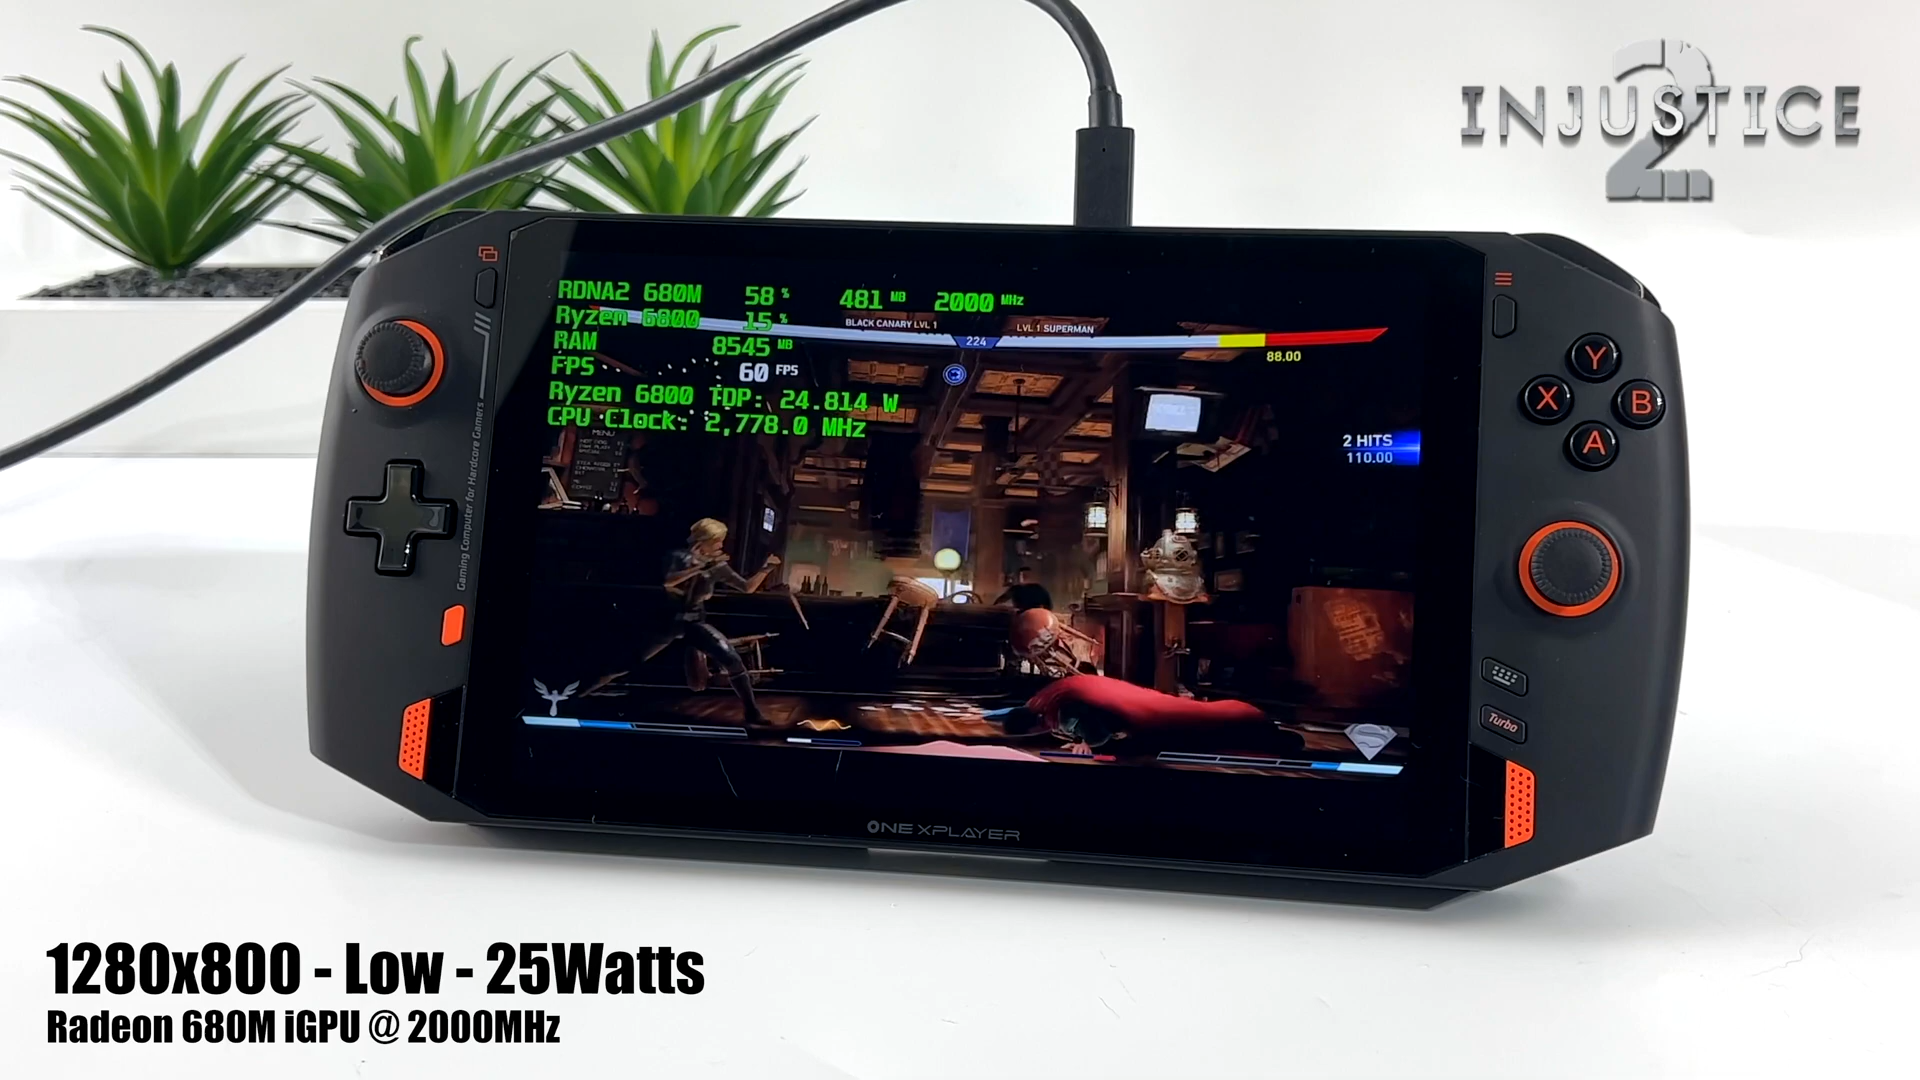 INJUSTICE
2
RDNA2 680M 58 % 481 MB 2000 MHz
Ryzen 6800 15 %
RAM 8545 MB
FPS 60 FPS
Ryzen 6800 TDP: 24.814 W
CPU Clock: 2,778.0 MHz
BLACK CANARY LVL 1
224
LVL 1 SUPERMAN
88.00
2 HITS
110.00
MENU
Gaming Computer for Hardcore Gamers
Y
X
B
A
Turbo
ONEXPLAYER
1280x800 - Low - 25Watts
Radeon 680M iGPU @ 2000MHz